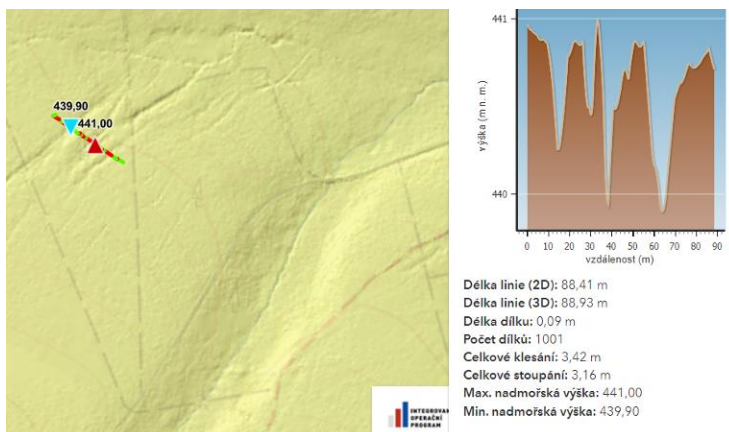 439,90
441,00
INTEGROVAN
OPERAČNÍ
PROGRAM
441
440
výška (m n. m.)
0 10 20 30 40 50 60 70 80 90
vzdálenost (m)
Délka linie (2D): 88,41 m
Délka linie (3D): 88,93 m
Délka dílku: 0,09 m
Počet dílků: 1001
Celkové klesání: 3,42 m
Celkové stoupání: 3,16 m
Max. nadmořská výška: 441,00
Min. nadmořská výška: 439,90